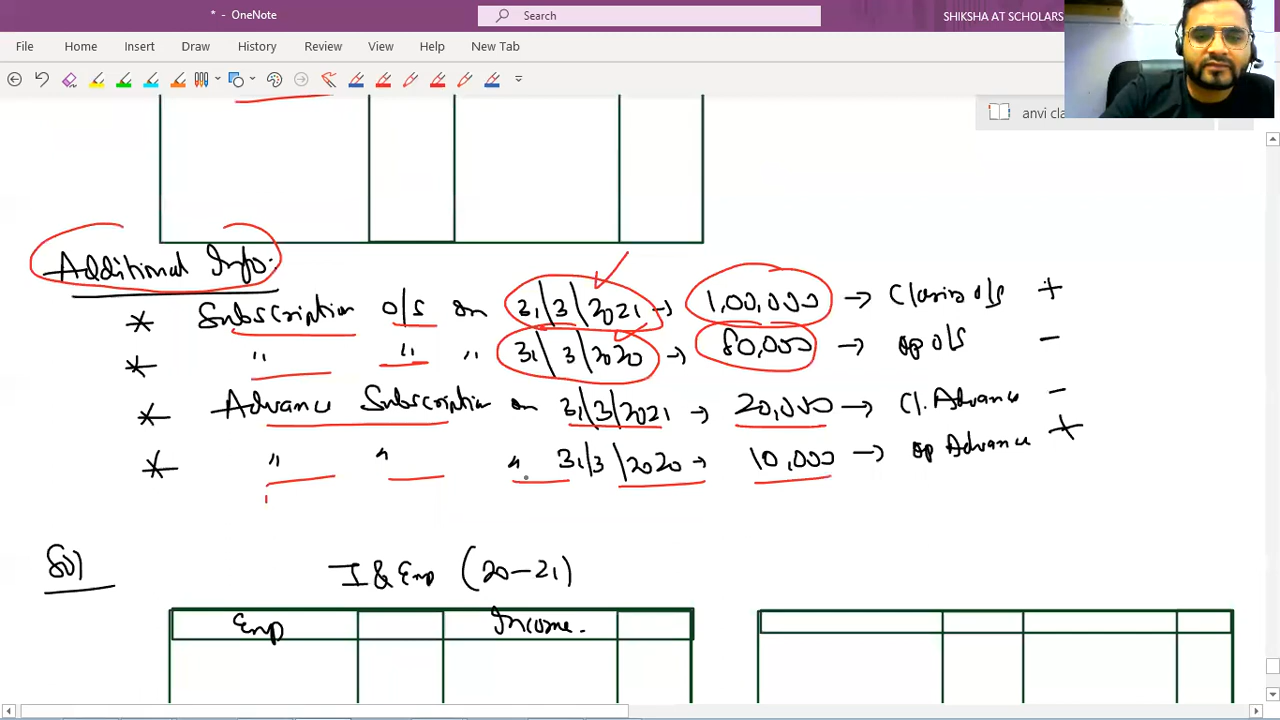 * - OneNote
Search
SHIKSHA AT SCHOLARS
File Home Insert Draw History Review View Help New Tab
anvi cla
Additional Info:
* Subscription o/s on 31/3/2021 → 1,00,000 → Closing o/s +
* " " " 31/3/2020 → 80,000 → op o/s -
* Advance Subscription on 31/3/2021 → 20,000 → Cl. Advance -
* " " " 31/3/2020 → 10,000 → op Advance +
Sol
I & Exp (20-21)
Exp Income.